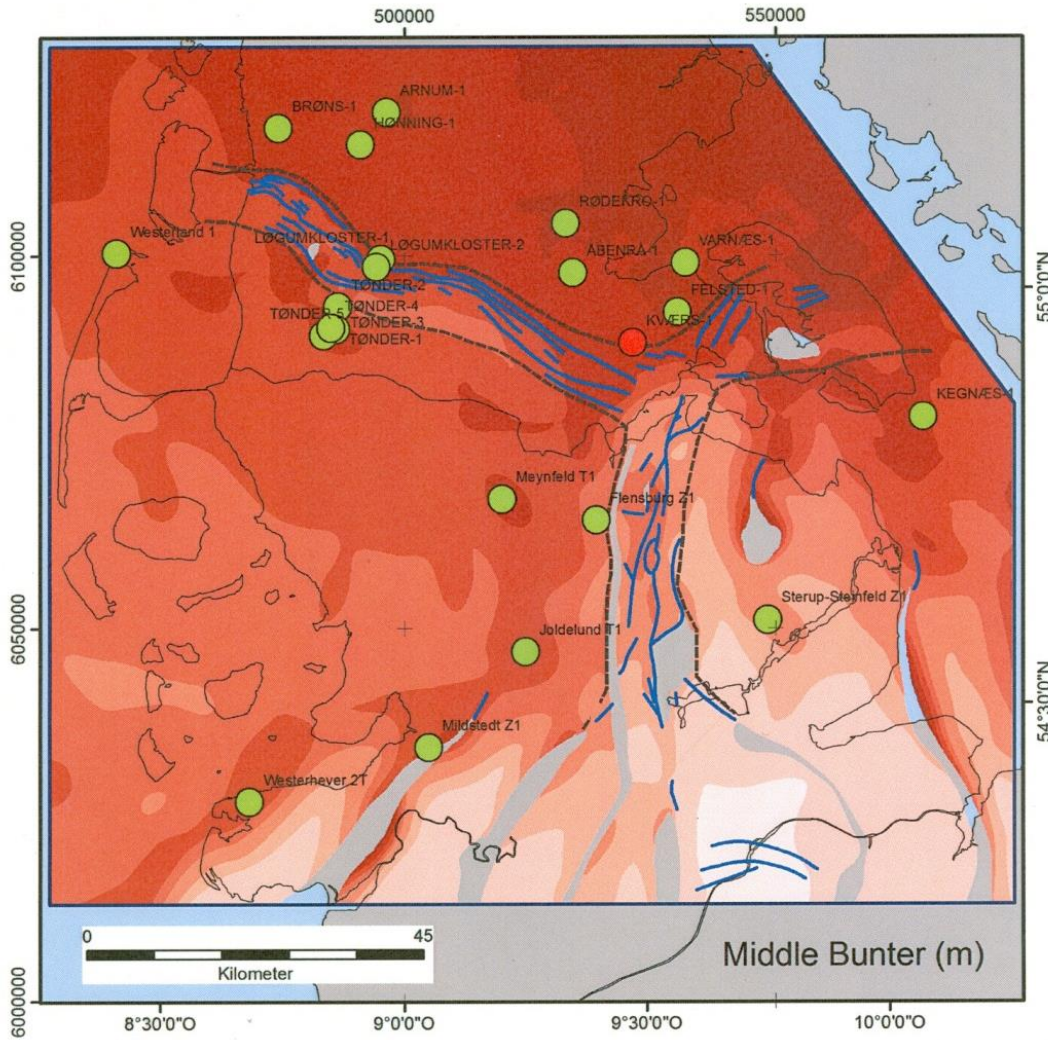 500000
550000
ARNUM-1
BRØNS-1
HØNNING-1
RØDEKRO-1
Westerland 1
LØGUMKLOSTER-1
LØGUMKLOSTER-2
ÅBENRÅ-1
VARNÆS-1
6100000
55°0'0"N
TØNDER-2
FELSTED-1
TØNDER-4
TØNDER-5
TØNDER-3
KVÆRS-1
TØNDER-1
KEGNÆS-1
Meynfeld T1
Flensburg Z1
Sterup-Steinfeld Z1
6050000
Joldelund T1
54°30'0"N
Mildstedt Z1
Westerhever 2T
0
45
Kilometer
Middle Bunter (m)
6000000
8°30'0"O
9°0'0"O
9°30'0"O
10°0'0"O